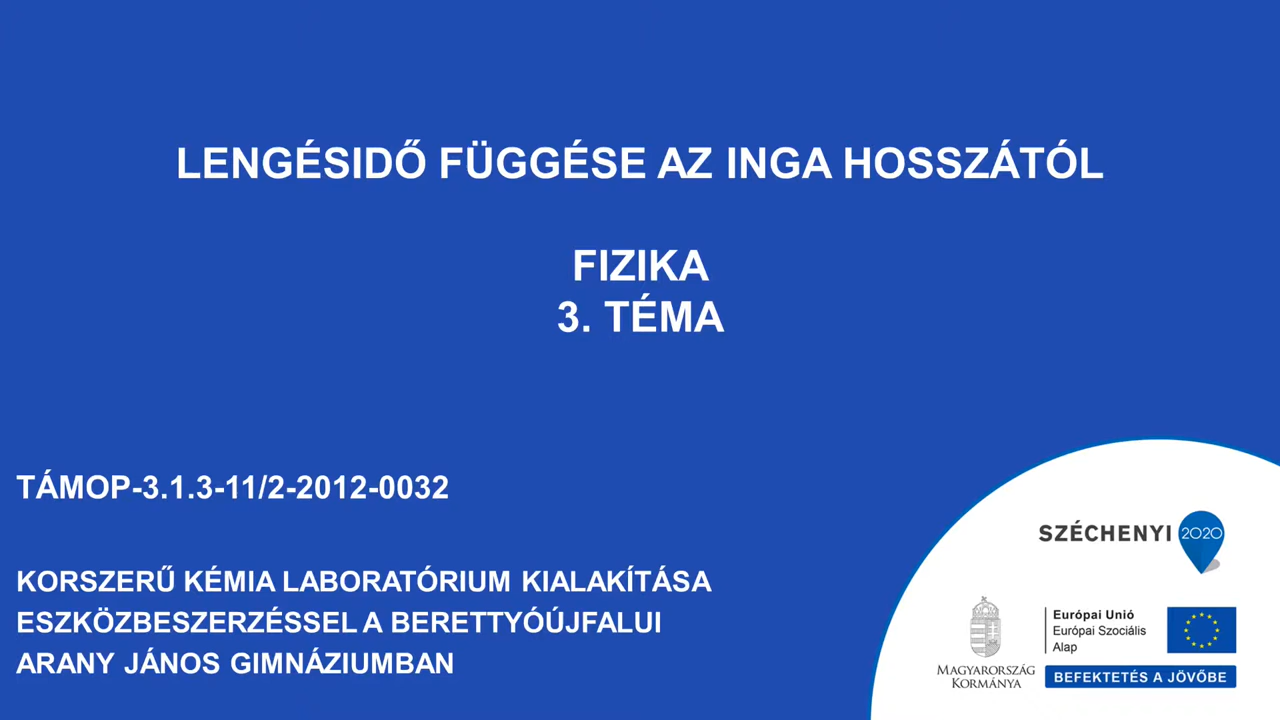 LENGÉSIDŐ FÜGGÉSE AZ INGA HOSSZÁTÓL
FIZIKA
3. TÉMA
TÁMOP-3.1.3-11/2-2012-0032
KORSZERŰ KÉMIA LABORATÓRIUM KIALAKÍTÁSA
ESZKÖZBESZERZÉSSEL A BERETTYÓÚJFALUI
ARANY JÁNOS GIMNÁZIUMBAN
SZÉCHENYI 2020
MAGYARORSZÁG
KORMÁNYA
Európai Unió
Európai Szociális
Alap
BEFEKTETÉS A JÖVŐBE